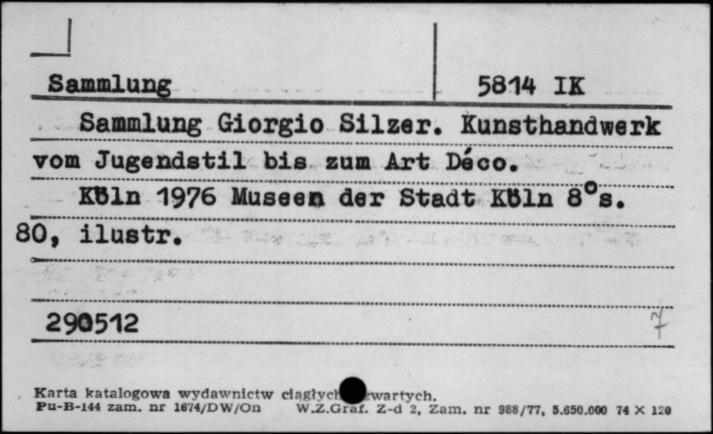 Sammlung 5814 IK
Sammlung Giorgio Silzer. Kunsthandwerk
vom Jugendstil bis zum Art Déco.
Köln 1976 Museen der Stadt Köln 8°s.
80, ilustr.
290512
Karta katalogowa wydawnictw wartych.
Pu-B-144 zam. nr 1674/DW/On W.Z.Graf. Z-d 2, Zam. nr 988/77, 5.650.000 74 X 120